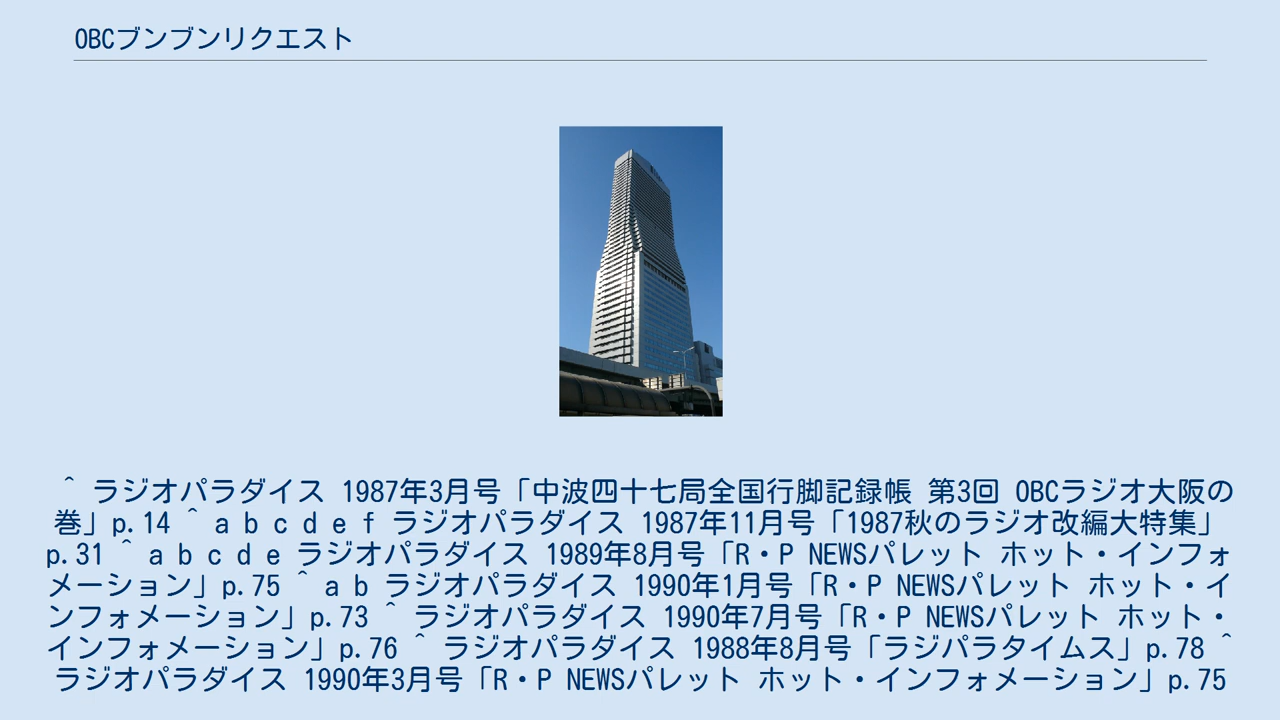 OBCブンブンリクエスト
^ ラジオパラダイス 1987年3月号「中波四十七局全国行脚記録帳 第3回 OBCラジオ大阪の
巻」p.14 ^ a b c d e f ラジオパラダイス 1987年11月号「1987秋のラジオ改編大特集」
p.31 ^ a b c d e ラジオパラダイス 1989年8月号「R・P NEWSパレット ホット・インフォ
メーション」p.75 ^ a b ラジオパラダイス 1990年1月号「R・P NEWSパレット ホット・イ
ンフォメーション」p.73 ^ ラジオパラダイス 1990年7月号「R・P NEWSパレット ホット・
インフォメーション」p.76 ^ ラジオパラダイス 1988年8月号「ラジパラタイムス」p.78 ^
ラジオパラダイス 1990年3月号「R・P NEWSパレット ホット・インフォメーション」p.75